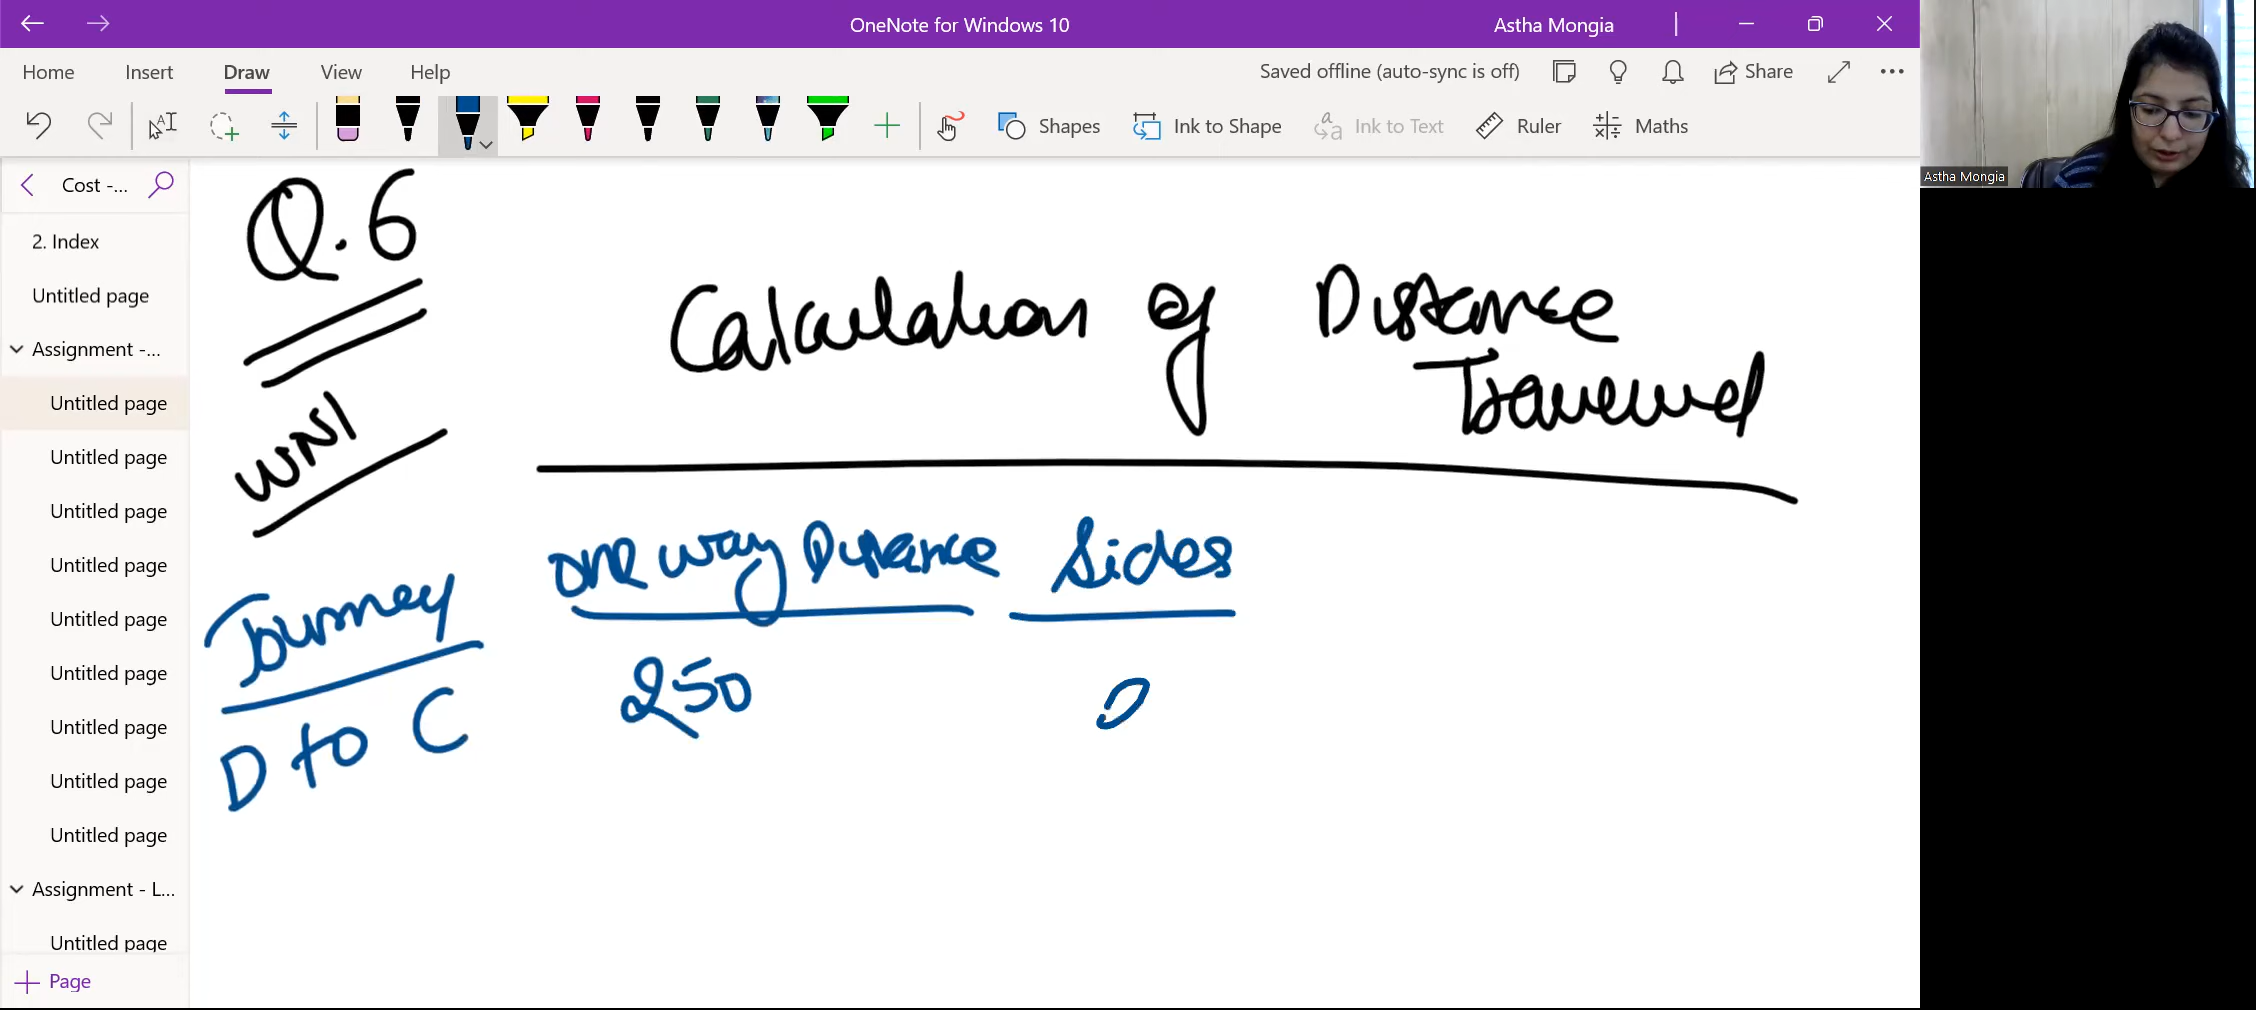 OneNote for Windows 10
Astha Mongia
Home Insert Draw View Help
Saved offline (auto-sync is off) Share
Shapes Ink to Shape Ink to Text Ruler Maths
Cost -...
2. Index
Untitled page
Assignment -...
Untitled page
Untitled page
Untitled page
Untitled page
Untitled page
Untitled page
Untitled page
Untitled page
Untitled page
Assignment - L...
Untitled page
Page
Q.6
Calculation of Distance
Travelled
WN1
Journey one way Distance Sides
D to C 250
Astha Mongia